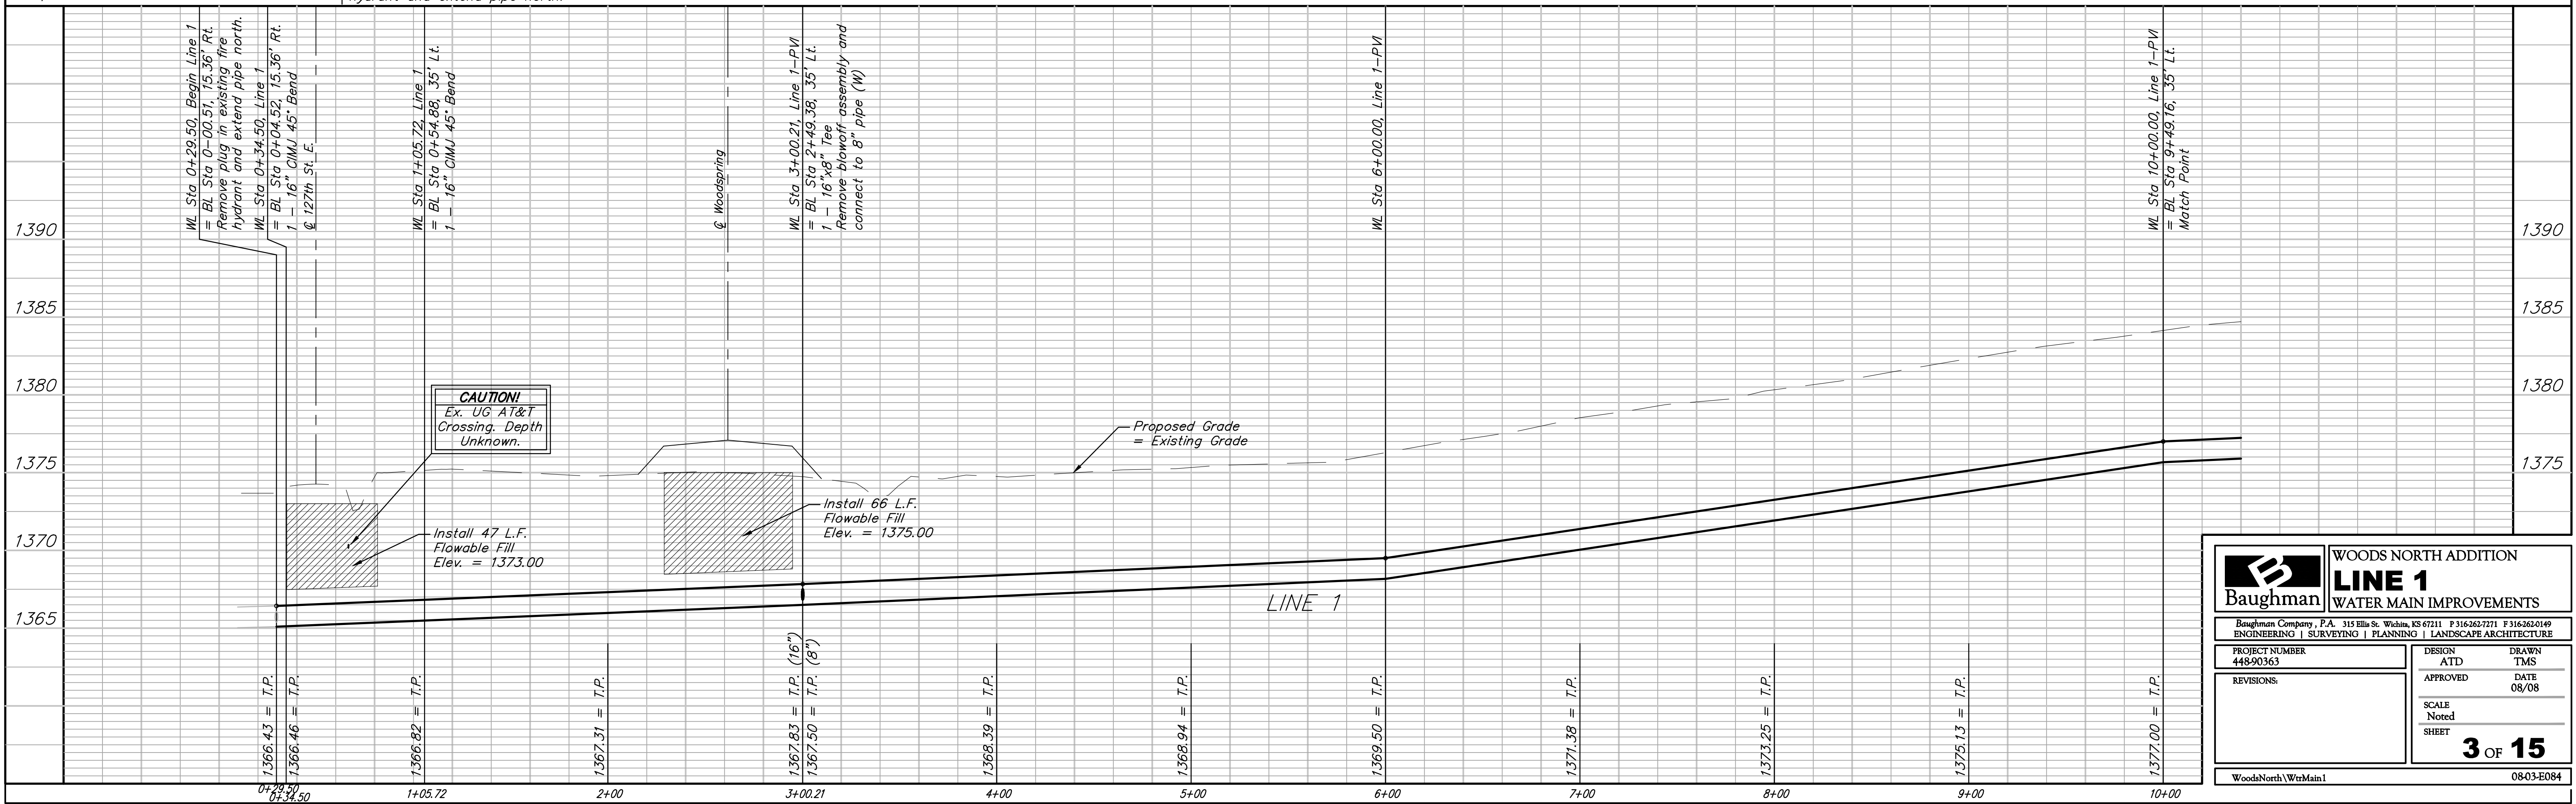 hydrant and extend pipe north.
WL Sta 0+29.50, Begin Line 1
= BL Sta 0-00.51, 15.36' Rt.
Remove plug in existing fire
hydrant and extend pipe north.
WL Sta 0+34.50, Line 1
= BL Sta 0+04.52, 15.36' Rt.
1 - 16" CIMJ 45° Bend
℄ 127th St. E.
WL Sta 1+05.72, Line 1
= BL Sta 0+54.88, 35' Lt.
1 - 16" CIMJ 45° Bend
℄ Woodspring
WL Sta 3+00.21, Line 1-PVI
= BL Sta 2+49.38, 35' Lt.
1 - 16"x8" Tee
Remove blowoff assembly and
connect to 8" pipe (W)
WL Sta 6+00.00, Line 1-PVI
WL Sta 10+00.00, Line 1-PVI
= BL Sta 9+49.16, 35' Lt.
Match Point
1390
1390
1385
1385
1380
1380
1375
1375
1370
1365
CAUTION!
Ex. UG AT&T
Crossing. Depth
Unknown.
Proposed Grade
= Existing Grade
Install 47 L.F.
Flowable Fill
Elev. = 1373.00
Install 66 L.F.
Flowable Fill
Elev. = 1375.00
LINE 1
1366.43 = T.P.
1366.46 = T.P.
1366.82 = T.P.
1367.31 = T.P.
1367.83 = T.P. (16")
1367.50 = T.P. (8")
1368.39 = T.P.
1368.94 = T.P.
1369.50 = T.P.
1371.38 = T.P.
1373.25 = T.P.
1375.13 = T.P.
1377.00 = T.P.
0+29.50
0+34.50
1+05.72
2+00
3+00.21
4+00
5+00
6+00
7+00
8+00
9+00
10+00
B
Baughman
WOODS NORTH ADDITION
LINE 1
WATER MAIN IMPROVEMENTS
Baughman Company, P.A. 315 Ellis St. Wichita, KS 67211 P 316-262-7271 F 316-262-0149
ENGINEERING | SURVEYING | PLANNING | LANDSCAPE ARCHITECTURE
PROJECT NUMBER
448-90363
REVISIONS:
DESIGN
ATD
DRAWN
TMS
APPROVED
DATE
08/08
SCALE
Noted
SHEET
3 OF 15
WoodsNorth\WtrMain1
08-03-E084